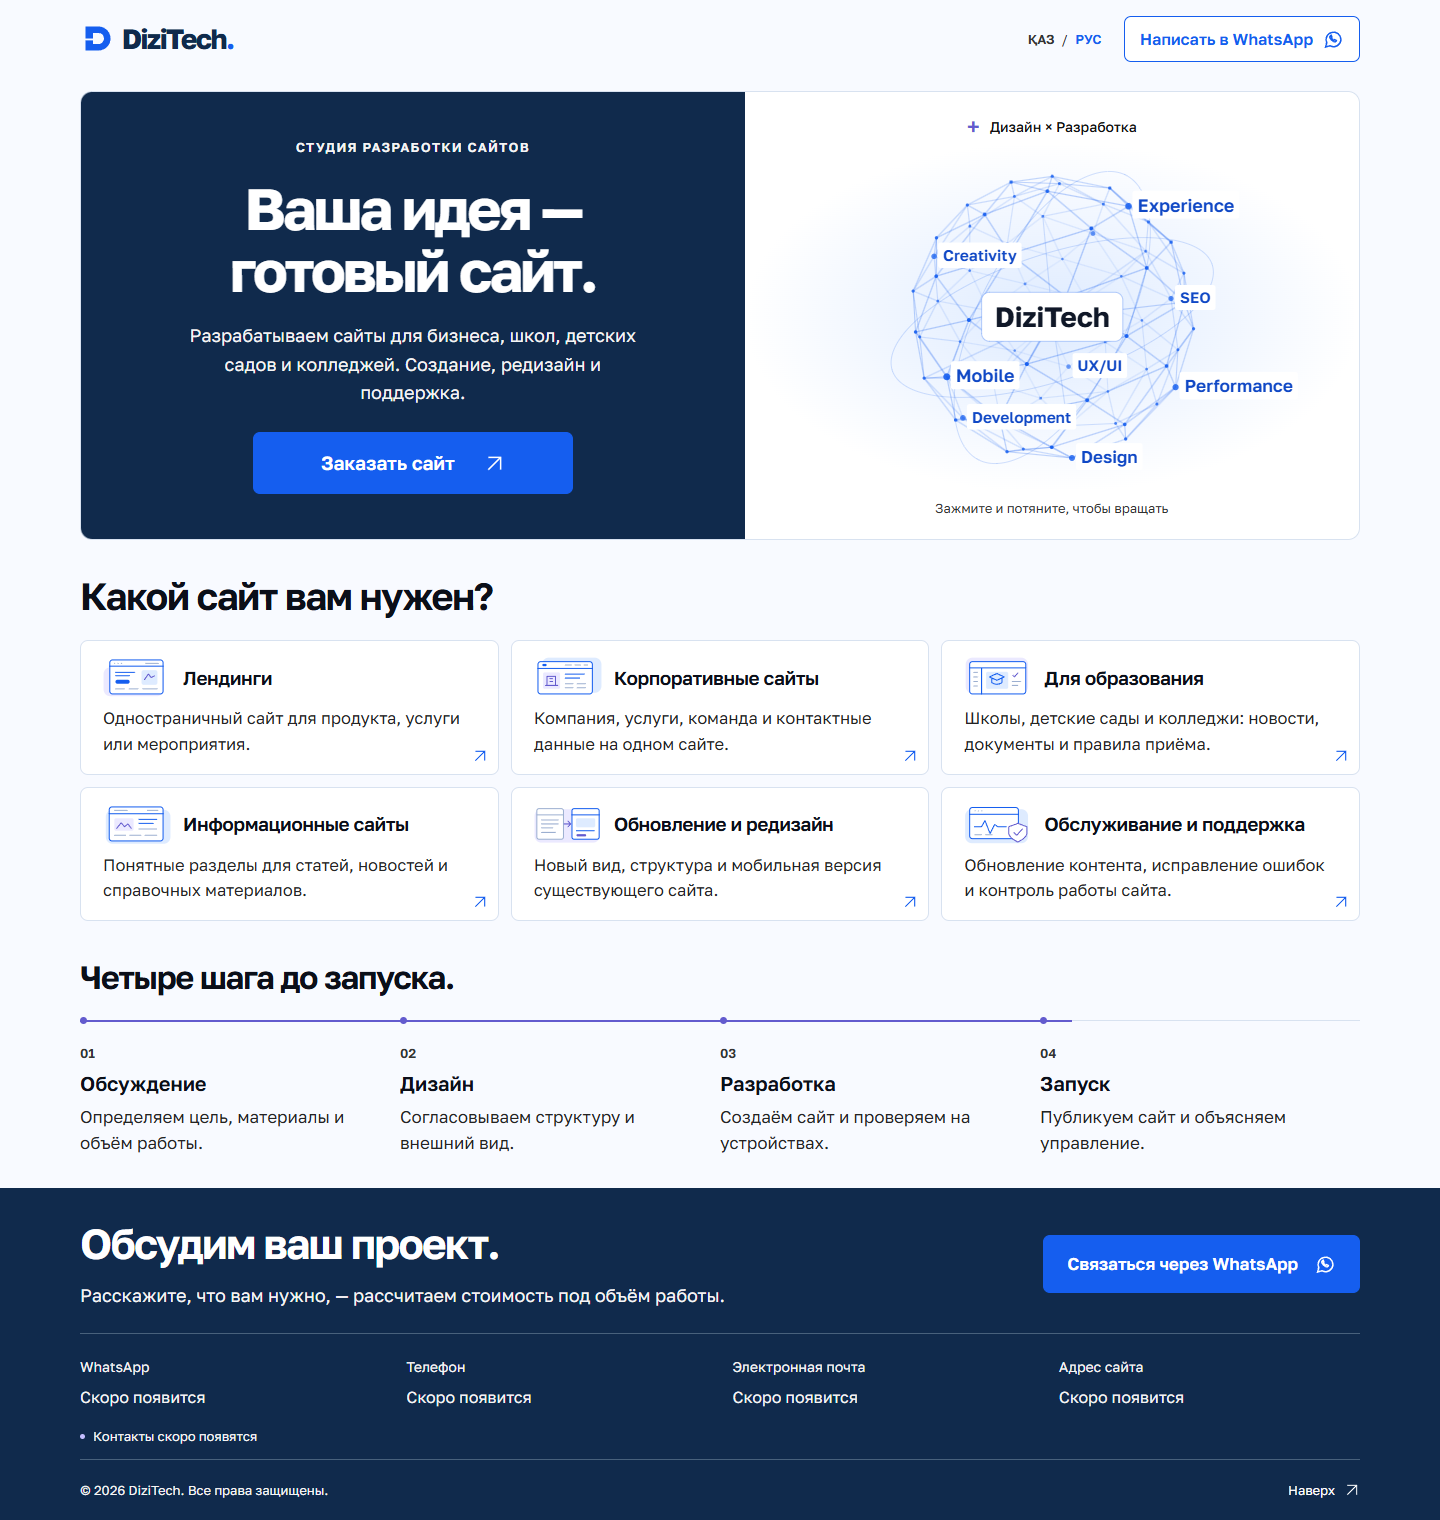 DiziTech.
ҚАЗ / РУС
Написать в WhatsApp
СТУДИЯ РАЗРАБОТКИ САЙТОВ
Ваша идея —
готовый сайт.
Разрабатываем сайты для бизнеса, школ, детских
садов и колледжей. Создание, редизайн и
поддержка.
Заказать сайт
+ Дизайн × Разработка
Experience
Creativity
SEO
DiziTech
UX/UI
Mobile
Performance
Development
Design
Зажмите и потяните, чтобы вращать
Какой сайт вам нужен?
Лендинги
Одностраничный сайт для продукта, услуги
или мероприятия.
Корпоративные сайты
Компания, услуги, команда и контактные
данные на одном сайте.
Для образования
Школы, детские сады и колледжи: новости,
документы и правила приёма.
Информационные сайты
Понятные разделы для статей, новостей и
справочных материалов.
Обновление и редизайн
Новый вид, структура и мобильная версия
существующего сайта.
Обслуживание и поддержка
Обновление контента, исправление ошибок
и контроль работы сайта.
Четыре шага до запуска.
01
Обсуждение
Определяем цель, материалы и
объём работы.
02
Дизайн
Согласовываем структуру и
внешний вид.
03
Разработка
Создаём сайт и проверяем на
устройствах.
04
Запуск
Публикуем сайт и объясняем
управление.
Обсудим ваш проект.
Расскажите, что вам нужно, — рассчитаем стоимость под объём работы.
Связаться через WhatsApp
WhatsApp
Скоро появится
Телефон
Скоро появится
Электронная почта
Скоро появится
Адрес сайта
Скоро появится
Контакты скоро появятся
© 2026 DiziTech. Все права защищены.
Наверх